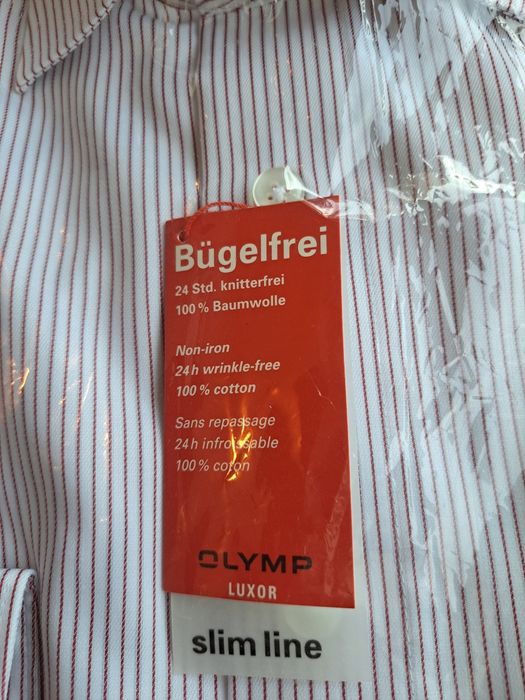 Bügelfrei
24 Std. knitterfrei
100% Baumwolle
Non-iron
24h wrinkle-free
100% cotton
Sans repassage
24h infroissable
100% coton
OLYMP
LUXOR
slim line